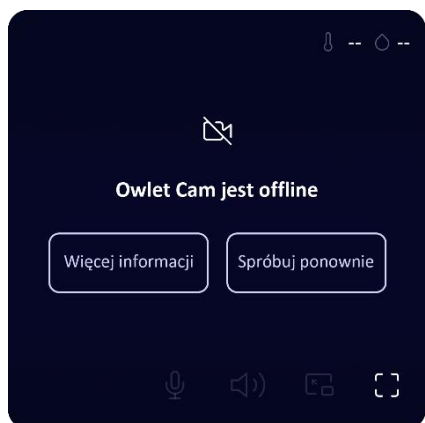 -- --
Owlet Cam jest offline
Więcej informacji Spróbuj ponownie